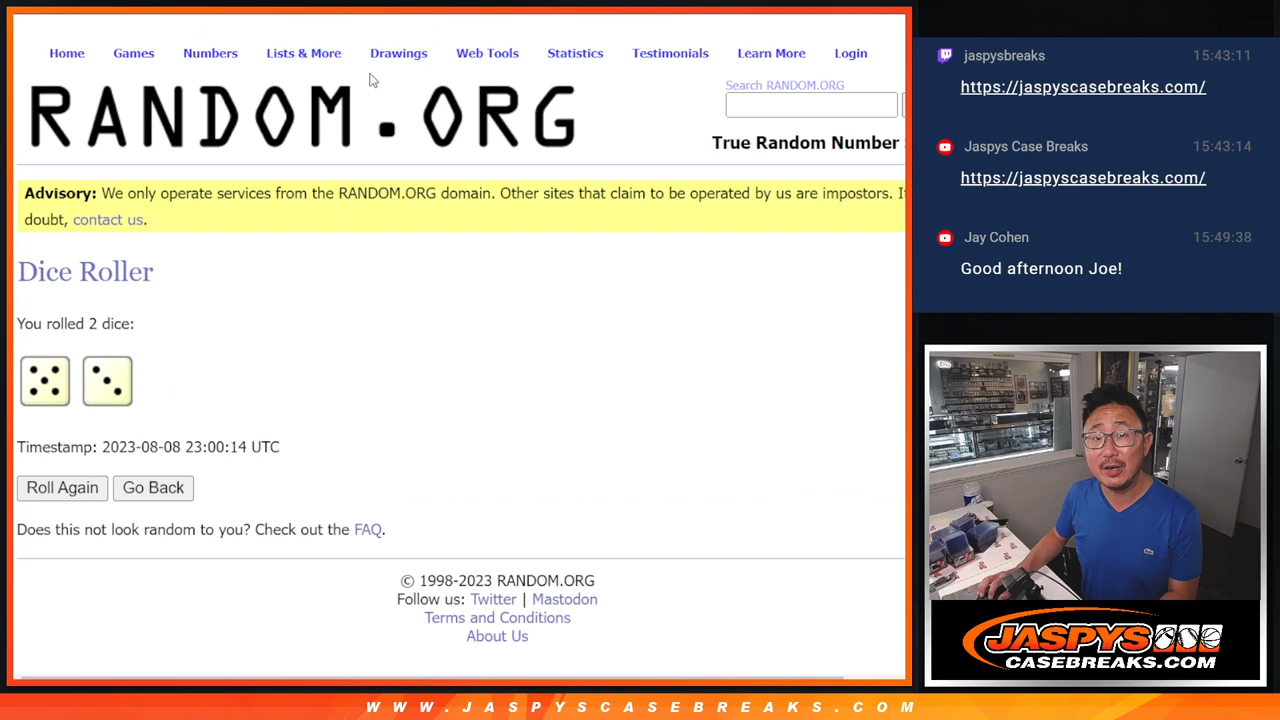 Home Games Numbers Lists & More Drawings Web Tools Statistics Testimonials Learn More Login
RANDOM.ORG
Search RANDOM.ORG
True Random Number
Advisory: We only operate services from the RANDOM.ORG domain. Other sites that claim to be operated by us are impostors. I
doubt, contact us.
Dice Roller
You rolled 2 dice:
Timestamp: 2023-08-08 23:00:14 UTC
Roll Again Go Back
Does this not look random to you? Check out the FAQ.
© 1998-2023 RANDOM.ORG
Follow us: Twitter | Mastodon
Terms and Conditions
About Us
jaspysbreaks 15:43:11
https://jaspyscasebreaks.com/
Jaspys Case Breaks 15:43:14
https://jaspyscasebreaks.com/
Jay Cohen 15:49:38
Good afternoon Joe!
JASPYS
CASEBREAKS.COM
WWW.JASPYSCASEBREAKS.COM